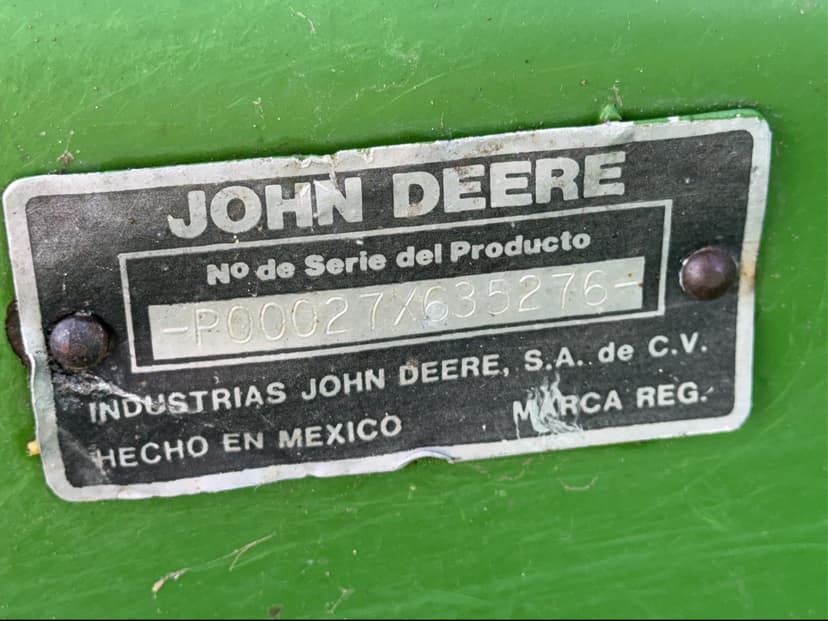 JOHN DEERE
Nº de Serie del Producto
-P00027X635276-
INDUSTRIAS JOHN DEERE, S.A. de C.V.
HECHO EN MEXICO MARCA REG.